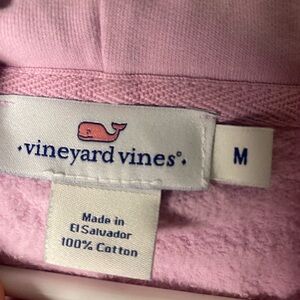 vineyard vines®
M
Made in
El Salvador
100% Cotton